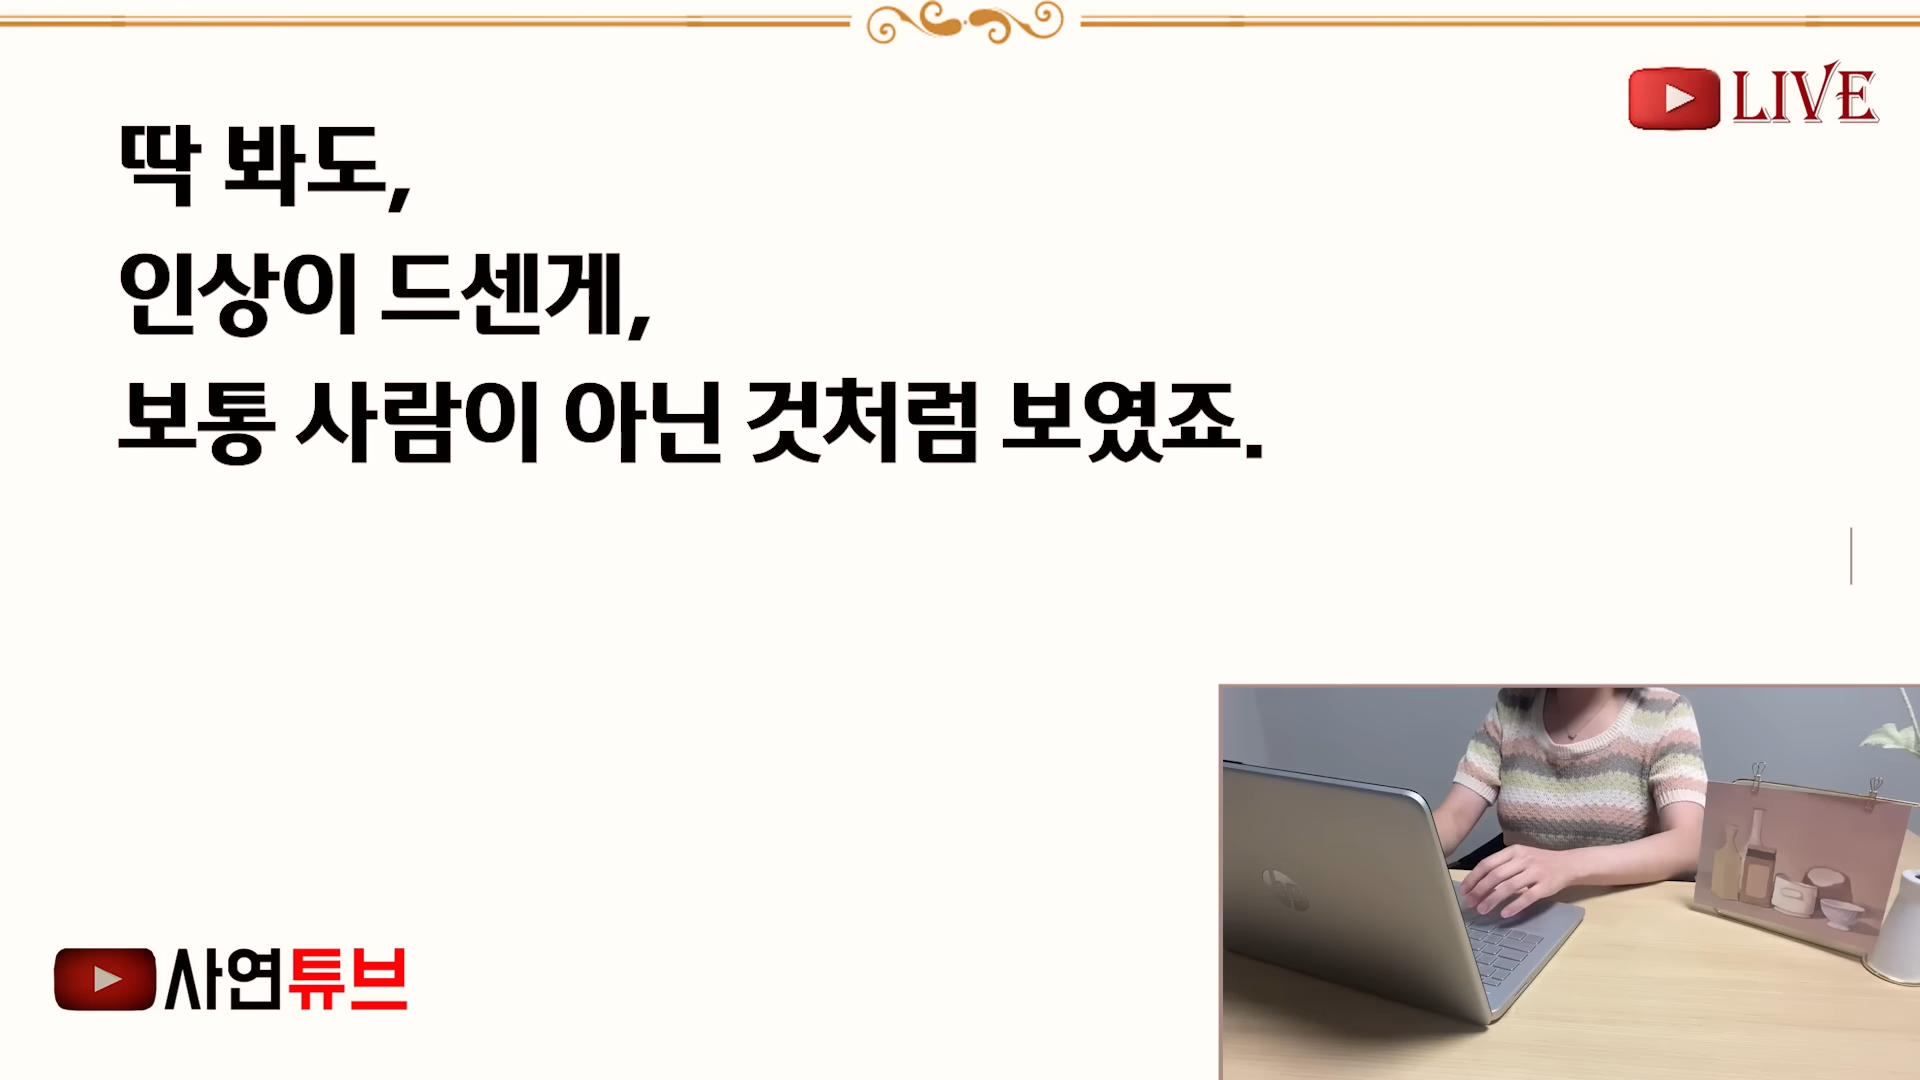 LIVE
딱 봐도,
인상이 드센게,
보통 사람이 아닌 것처럼 보였죠.
사연튜브
hp